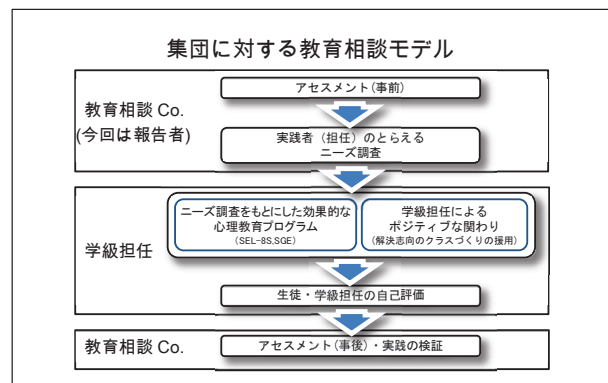 集団に対する教育相談モデル
アセスメント(事前)
教育相談 Co.
(今回は報告者)
実践者（担任）のとらえる
ニーズ調査
ニーズ調査をもとにした効果的な
心理教育プログラム
(SEL-8S,SGE)
学級担任による
ポジティブな関わり
(解決志向のクラスづくりの援用)
学級担任
生徒・学級担任の自己評価
教育相談 Co.
アセスメント(事後)・実践の検証